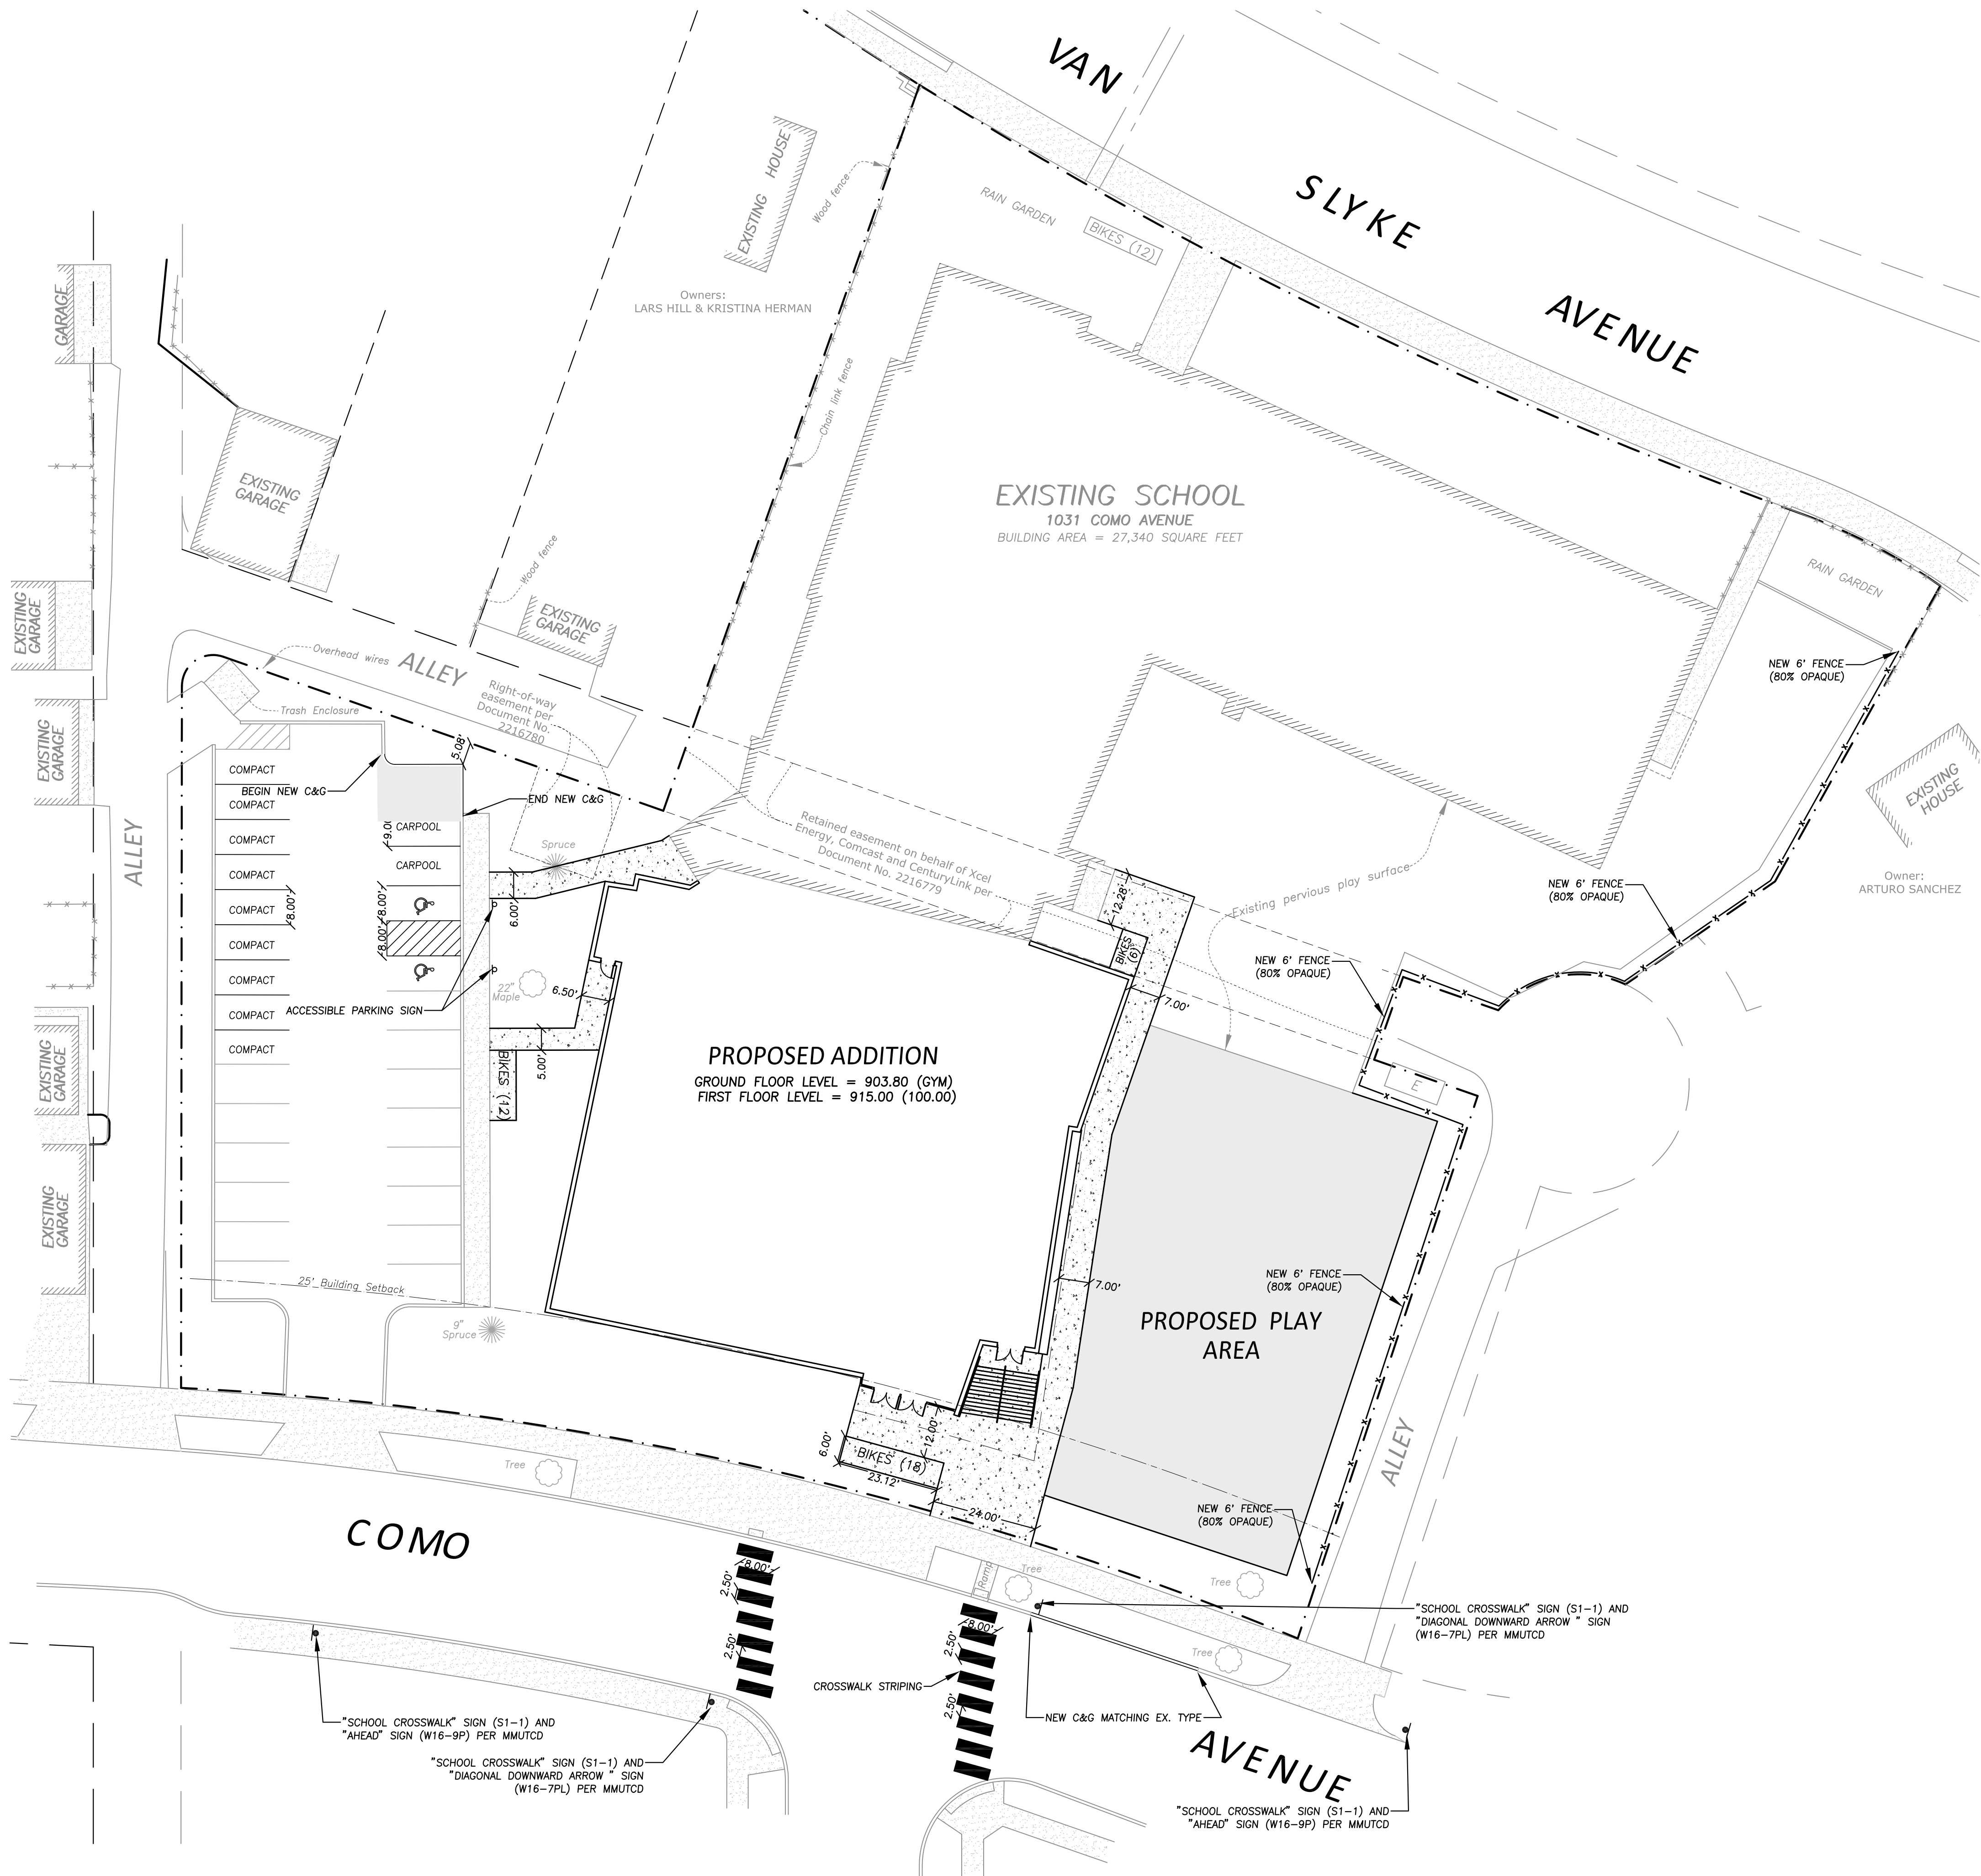 VAN
SLYKE
AVENUE
EXISTING HOUSE
Wood fence
RAIN GARDEN
BIKES (12)
Owners:
LARS HILL & KRISTINA HERMAN
GARAGE
Chain link fence
EXISTING
GARAGE
EXISTING SCHOOL
1031 COMO AVENUE
BUILDING AREA = 27,340 SQUARE FEET
Wood fence
EXISTING
GARAGE
RAIN GARDEN
EXISTING
GARAGE
Overhead wires
ALLEY
NEW 6' FENCE
(80% OPAQUE)
Right-of-way
easement per
Document No.
2216780
Trash Enclosure
EXISTING
GARAGE
5.08'
COMPACT
BEGIN NEW C&G
END NEW C&G
EXISTING
HOUSE
COMPACT
9.00
CARPOOL
COMPACT
ALLEY
Spruce
Retained easement on behalf of Xcel
Energy, Comcast and CenturyLink per
Document No. 2216779
CARPOOL
COMPACT
Existing pervious play surface
Owner:
ARTURO SANCHEZ
NEW 6' FENCE
(80% OPAQUE)
12.28'
COMPACT
8.00'
8.00'
6.00'
COMPACT
8.00'
BIKES
(6)
NEW 6' FENCE
(80% OPAQUE)
COMPACT
22"
Maple
6.50'
7.00'
COMPACT
ACCESSIBLE PARKING SIGN
COMPACT
5.00'
BIKES (12)
EXISTING
GARAGE
PROPOSED ADDITION
GROUND FLOOR LEVEL = 903.80 (GYM)
FIRST FLOOR LEVEL = 915.00 (100.00)
E
EXISTING
GARAGE
25' Building Setback
7.00'
NEW 6' FENCE
(80% OPAQUE)
9"
Spruce
PROPOSED PLAY
AREA
12.00'
6.00'
BIKES (18)
23.12'
24.00'
ALLEY
Tree
NEW 6' FENCE
(80% OPAQUE)
COMO
8.00'
2.50'
2.50'
Ramp
Tree
Tree
8.00'
2.50'
2.50'
"SCHOOL CROSSWALK" SIGN (S1-1) AND
"DIAGONAL DOWNWARD ARROW " SIGN
(W16-7PL) PER MMUTCD
Tree
CROSSWALK STRIPING
NEW C&G MATCHING EX. TYPE
"SCHOOL CROSSWALK" SIGN (S1-1) AND
"AHEAD" SIGN (W16-9P) PER MMUTCD
"SCHOOL CROSSWALK" SIGN (S1-1) AND
"DIAGONAL DOWNWARD ARROW " SIGN
(W16-7PL) PER MMUTCD
AVENUE
"SCHOOL CROSSWALK" SIGN (S1-1) AND
"AHEAD" SIGN (W16-9P) PER MMUTCD